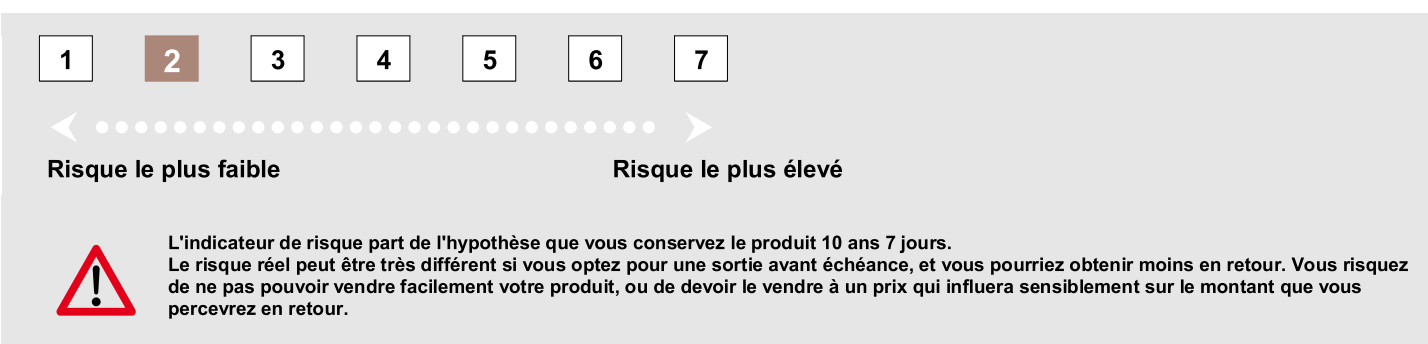 1 2 3 4 5 6 7
Risque le plus faible Risque le plus élevé
L'indicateur de risque part de l'hypothèse que vous conservez le produit 10 ans 7 jours.
Le risque réel peut être très différent si vous optez pour une sortie avant échéance, et vous pourriez obtenir moins en retour. Vous risquez
de ne pas pouvoir vendre facilement votre produit, ou de devoir le vendre à un prix qui influera sensiblement sur le montant que vous
percevrez en retour.